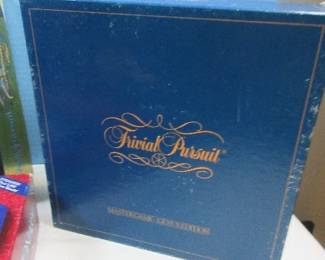 Trivial Pursuit®
MASTER GAME - GENUS EDITION